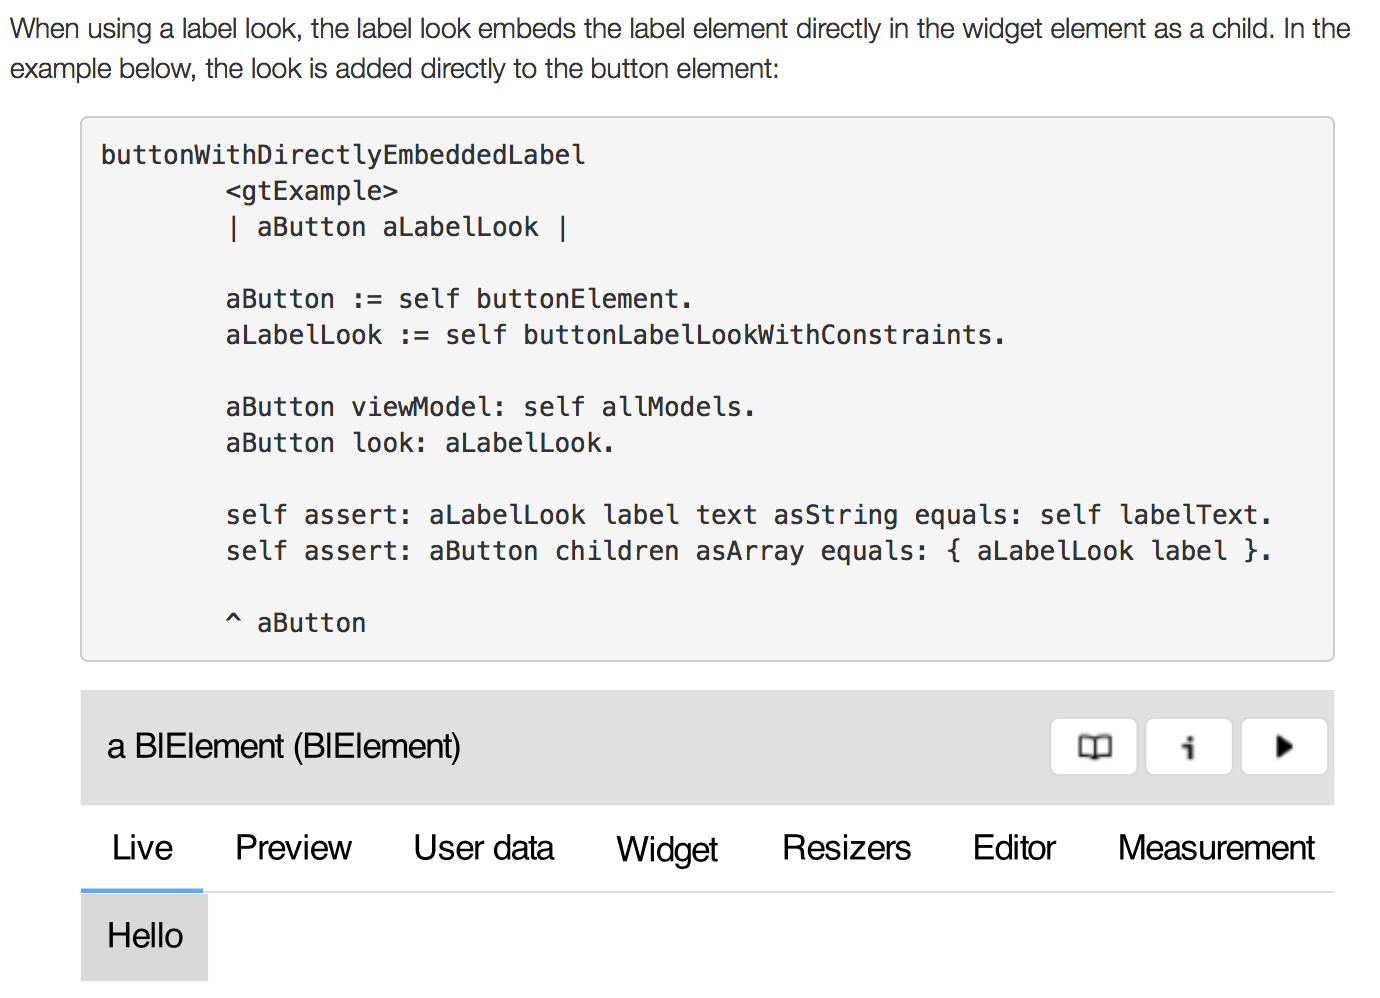 When using a label look, the label look embeds the label element directly in the widget element as a child. In the
example below, the look is added directly to the button element:
buttonWithDirectlyEmbeddedLabel
<gtExample>
| aButton aLabelLook |
aButton := self buttonElement.
aLabelLook := self buttonLabelLookWithConstraints.
aButton viewModel: self allModels.
aButton look: aLabelLook.
self assert: aLabelLook label text asString equals: self labelText.
self assert: aButton children asArray equals: { aLabelLook label }.
^ aButton
a BlElement (BlElement)
Live Preview User data Widget Resizers Editor Measurement
Hello